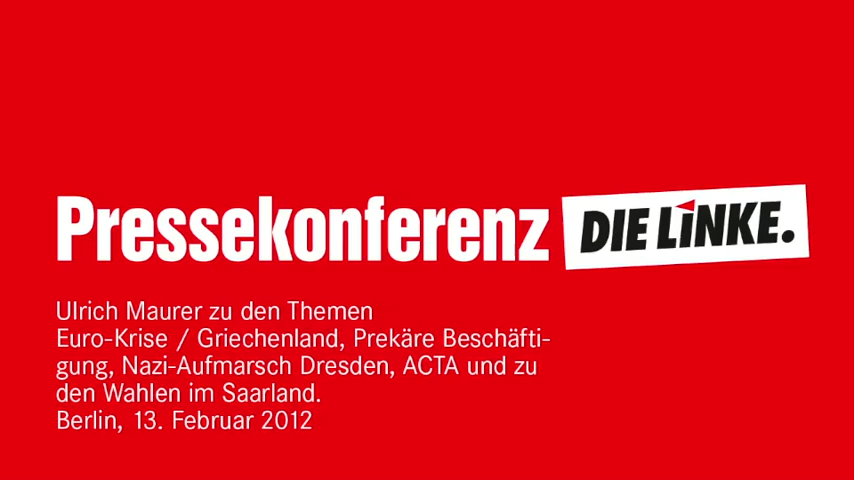 Pressekonferenz DIE LINKE.
Ulrich Maurer zu den Themen
Euro-Krise / Griechenland, Prekäre Beschäfti-
gung, Nazi-Aufmarsch Dresden, ACTA und zu
den Wahlen im Saarland.
Berlin, 13. Februar 2012